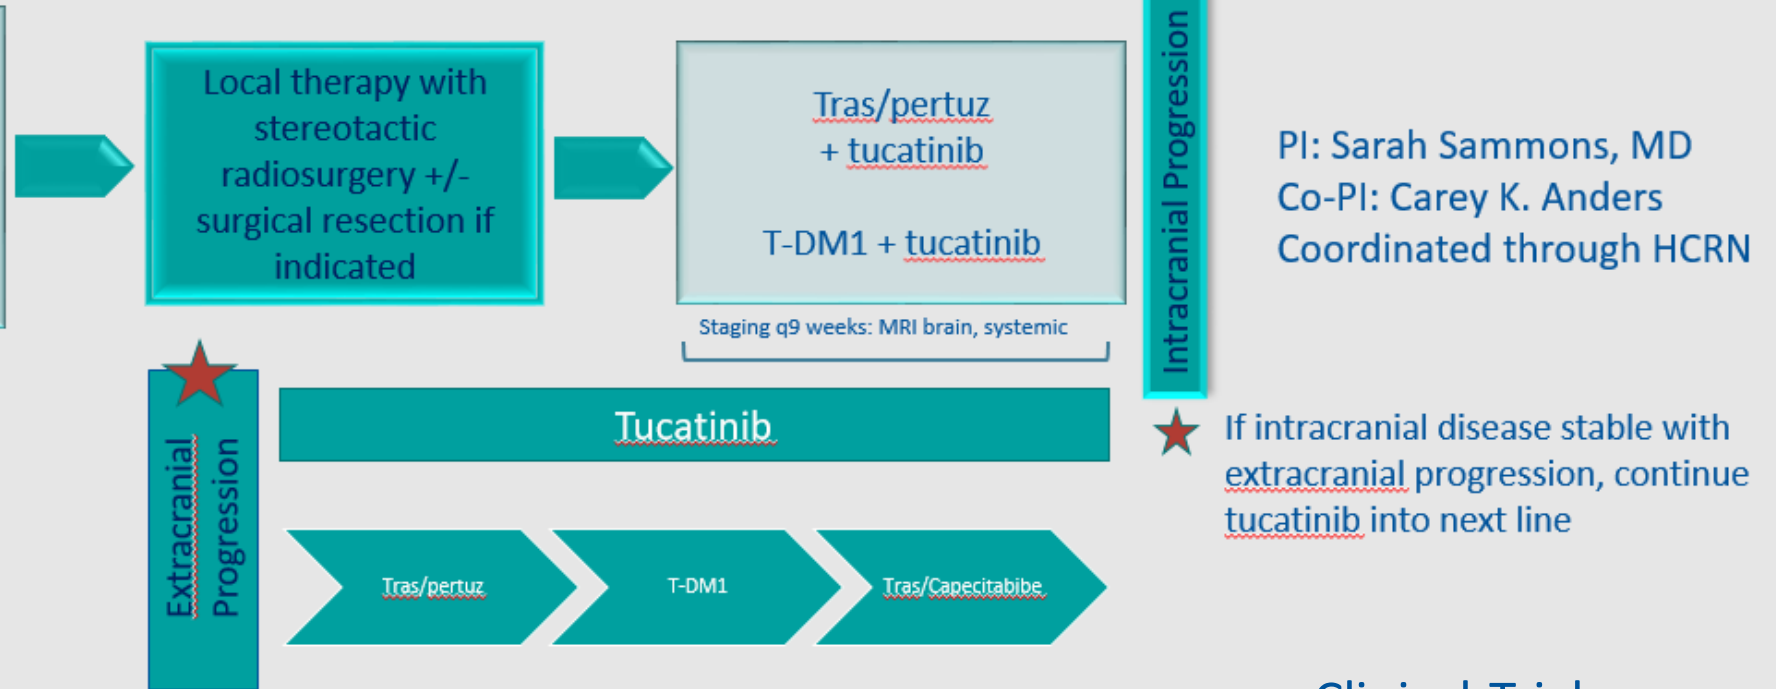 Local therapy with
stereotactic
radiosurgery +/-
surgical resection if
indicated
Tras/pertuz
+ tucatinib
T-DM1 + tucatinib
Staging q9 weeks: MRI brain, systemic
Intracranial Progression
PI: Sarah Sammons, MD
Co-PI: Carey K. Anders
Coordinated through HCRN
Extracranial
Progression
Tucatinib
If intracranial disease stable with
extracranial progression, continue
tucatinib into next line
Tras/pertuz
T-DM1
Tras/Capecitabibe